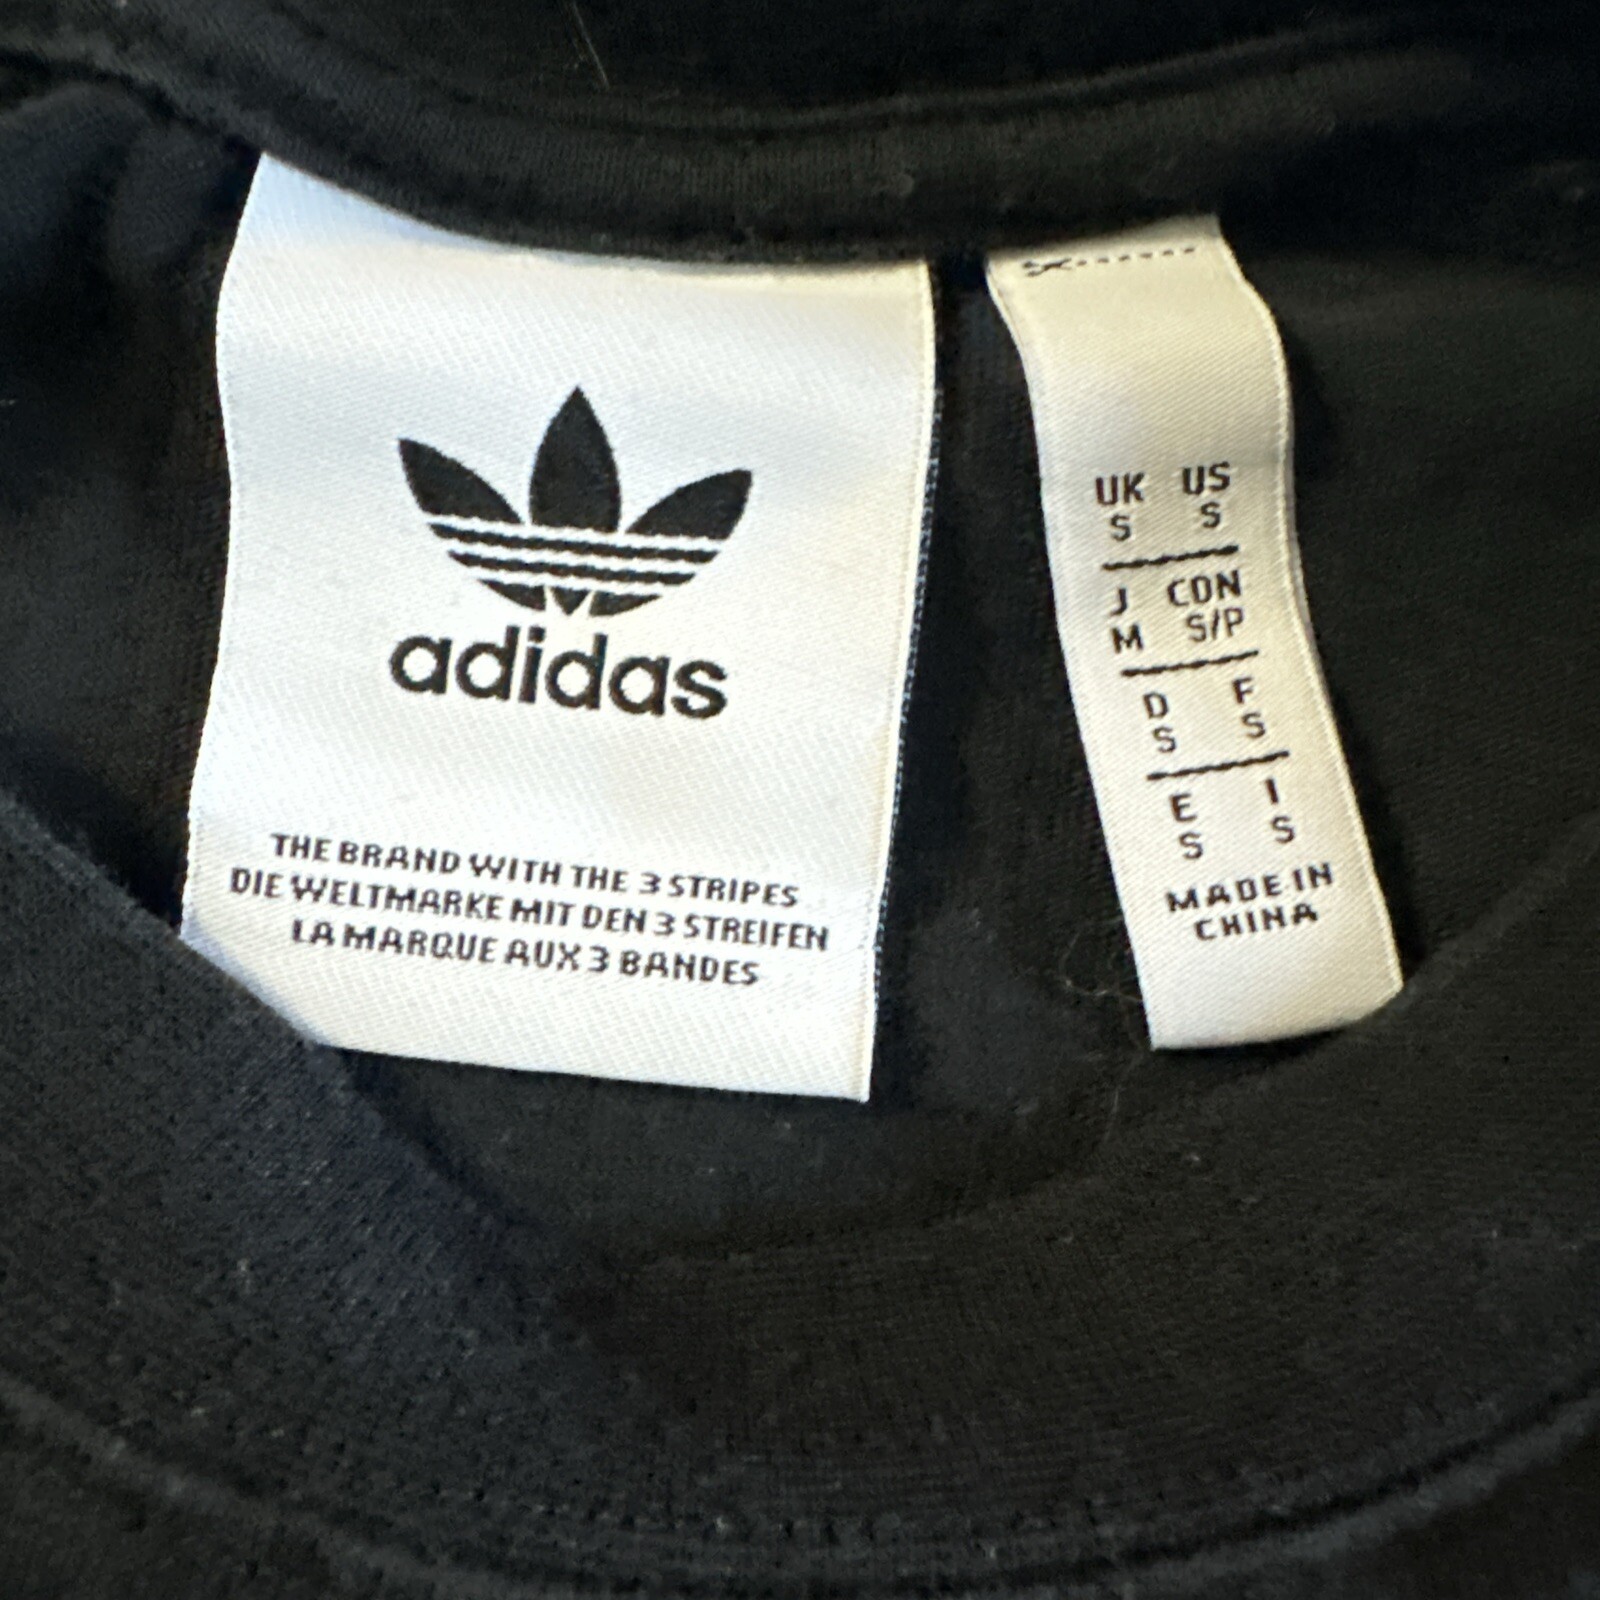 adidas
THE BRAND WITH THE 3 STRIPES
DIE WELTMARKE MIT DEN 3 STREIFEN
LA MARQUE AUX 3 BANDES
UK US
S S
J CDN
M S/P
D F
S S
E I
S S
MADE IN
CHINA